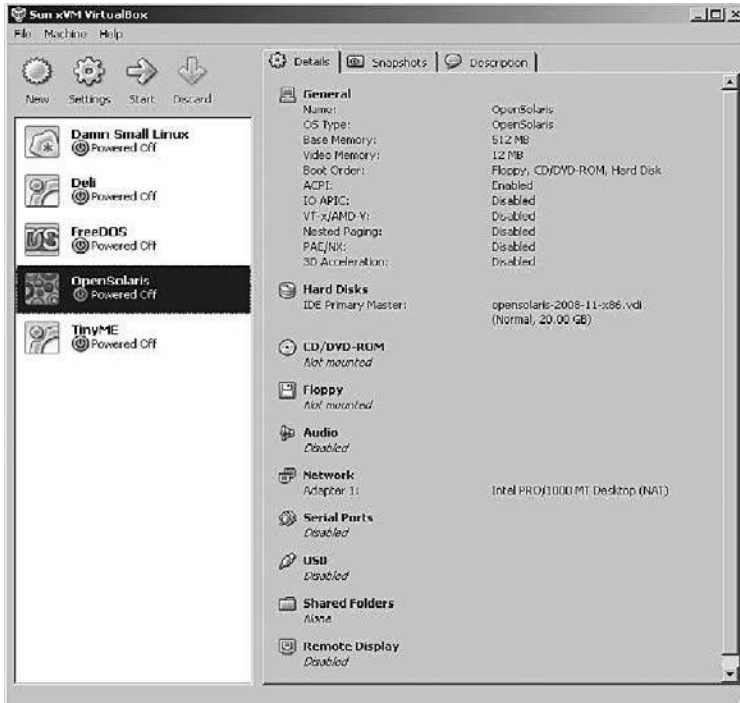 Sun xVM VirtualBox
File Machine Help
New Settings Start Discard
Damn Small Linux
Powered Off
Deli
Powered Off
FreeDOS
Powered Off
OpenSolaris
Powered Off
TinyME
Powered Off
Details Snapshots Description
General
Name: OpenSolaris
OS Type: OpenSolaris
Base Memory: 512 MB
Video Memory: 12 MB
Boot Order: Floppy, CD/DVD-ROM, Hard Disk
ACPI: Enabled
IO APIC: Disabled
VT-x/AMD-V: Disabled
Nested Paging: Disabled
PAE/NX: Disabled
3D Acceleration: Disabled
Hard Disks
IDE Primary Master: opensolaris-2008-11-x86.vdi
(Normal, 20.00 GB)
CD/DVD-ROM
Not mounted
Floppy
Not mounted
Audio
Disabled
Network
Adapter 1: Intel PRO/1000 MT Desktop (NAT)
Serial Ports
Disabled
USB
Disabled
Shared Folders
None
Remote Display
Disabled